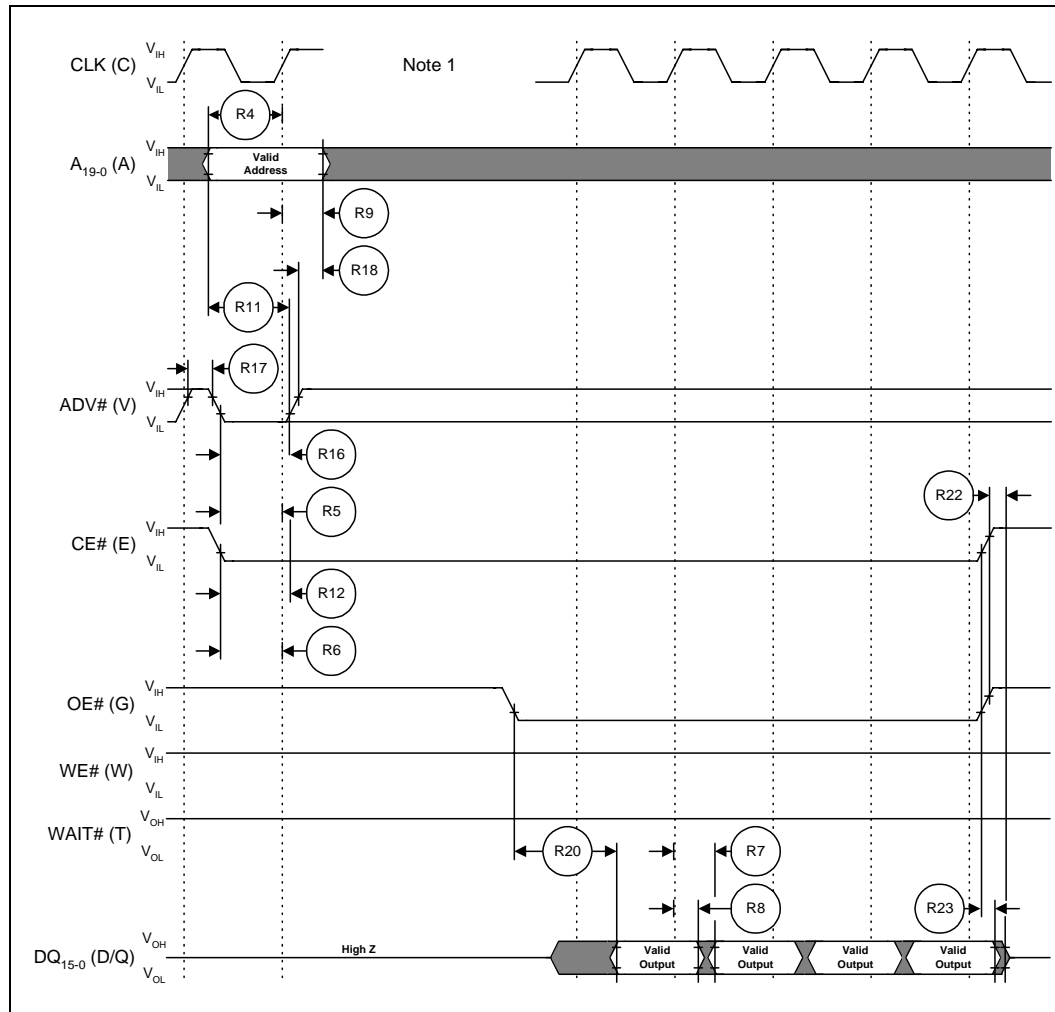 CLK (C)
VIH
VIL
Note 1
R4
A19-0 (A)
VIH
VIL
Valid
Address
R9
R18
R11
R17
ADV# (V)
VIH
VIL
R16
R22
R5
CE# (E)
VIH
VIL
R12
R6
OE# (G)
VIH
VIL
WE# (W)
VIH
VIL
WAIT# (T)
VOH
VOL
R20
R7
R8
R23
DQ15-0 (D/Q)
VOH
VOL
High Z
Valid
Output
Valid
Output
Valid
Output
Valid
Output